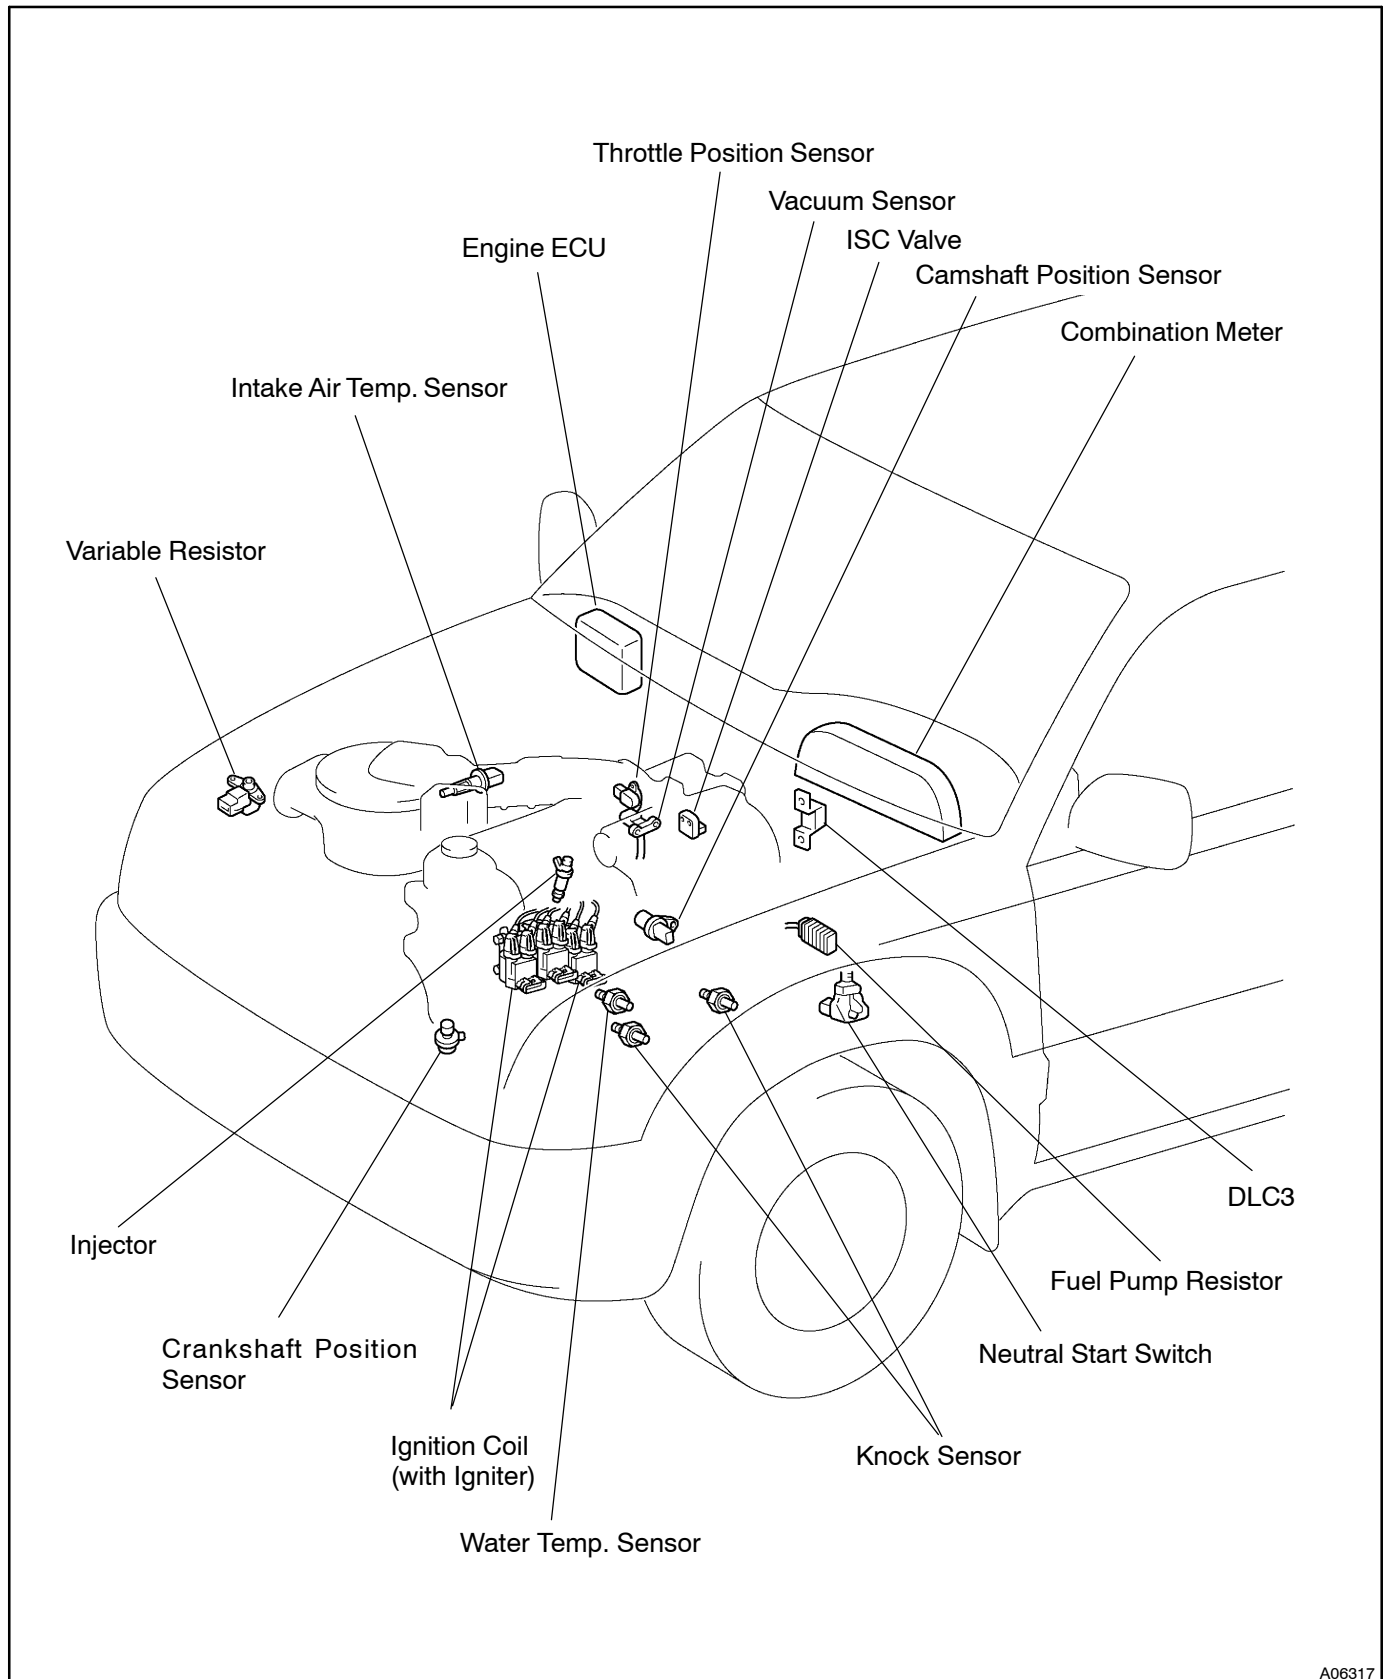 Throttle Position Sensor
Vacuum Sensor
ISC Valve
Engine ECU
Camshaft Position Sensor
Combination Meter
Intake Air Temp. Sensor
Variable Resistor
DLC3
Injector
Fuel Pump Resistor
Crankshaft Position
Sensor
Neutral Start Switch
Ignition Coil
(with Igniter)
Knock Sensor
Water Temp. Sensor
A06317